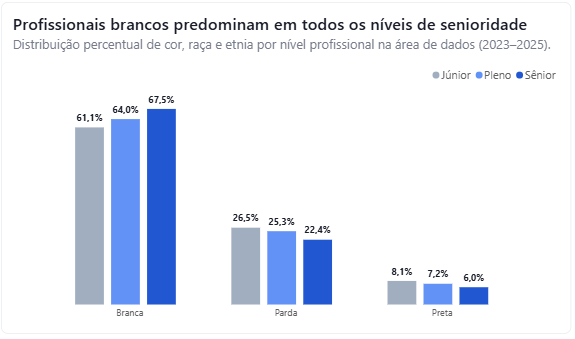 Profissionais brancos predominam em todos os níveis de senioridade
Distribuição percentual de cor, raça e etnia por nível profissional na área de dados (2023–2025).
Júnior Pleno Sênior
61,1% 64,0% 67,5%
26,5% 25,3% 22,4%
8,1% 7,2% 6,0%
Branca Parda Preta